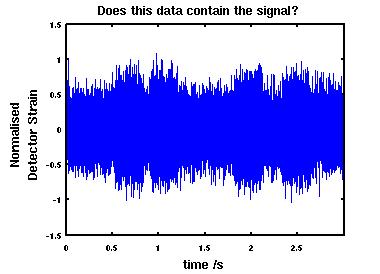 Does this data contain the signal?
1.5
1
0.5
0
-0.5
-1
-1.5
Normalised
Detector Strain
0 0.5 1 1.5 2 2.5
time /s